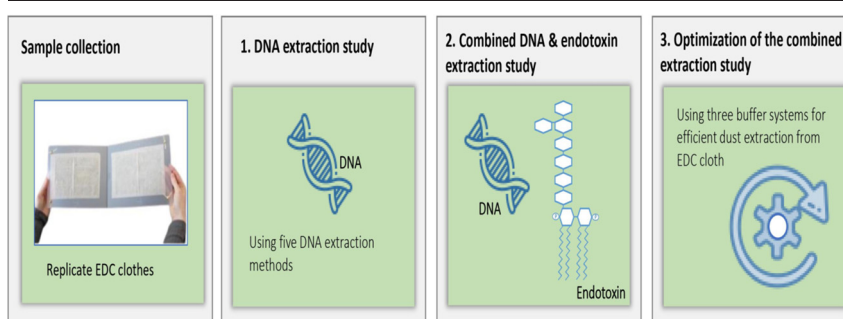 Sample collection
Replicate EDC clothes
1. DNA extraction study
DNA
Using five DNA extraction
methods
2. Combined DNA & endotoxin
extraction study
DNA
Endotoxin
3. Optimization of the combined
extraction study
Using three buffer systems for
efficient dust extraction from
EDC cloth